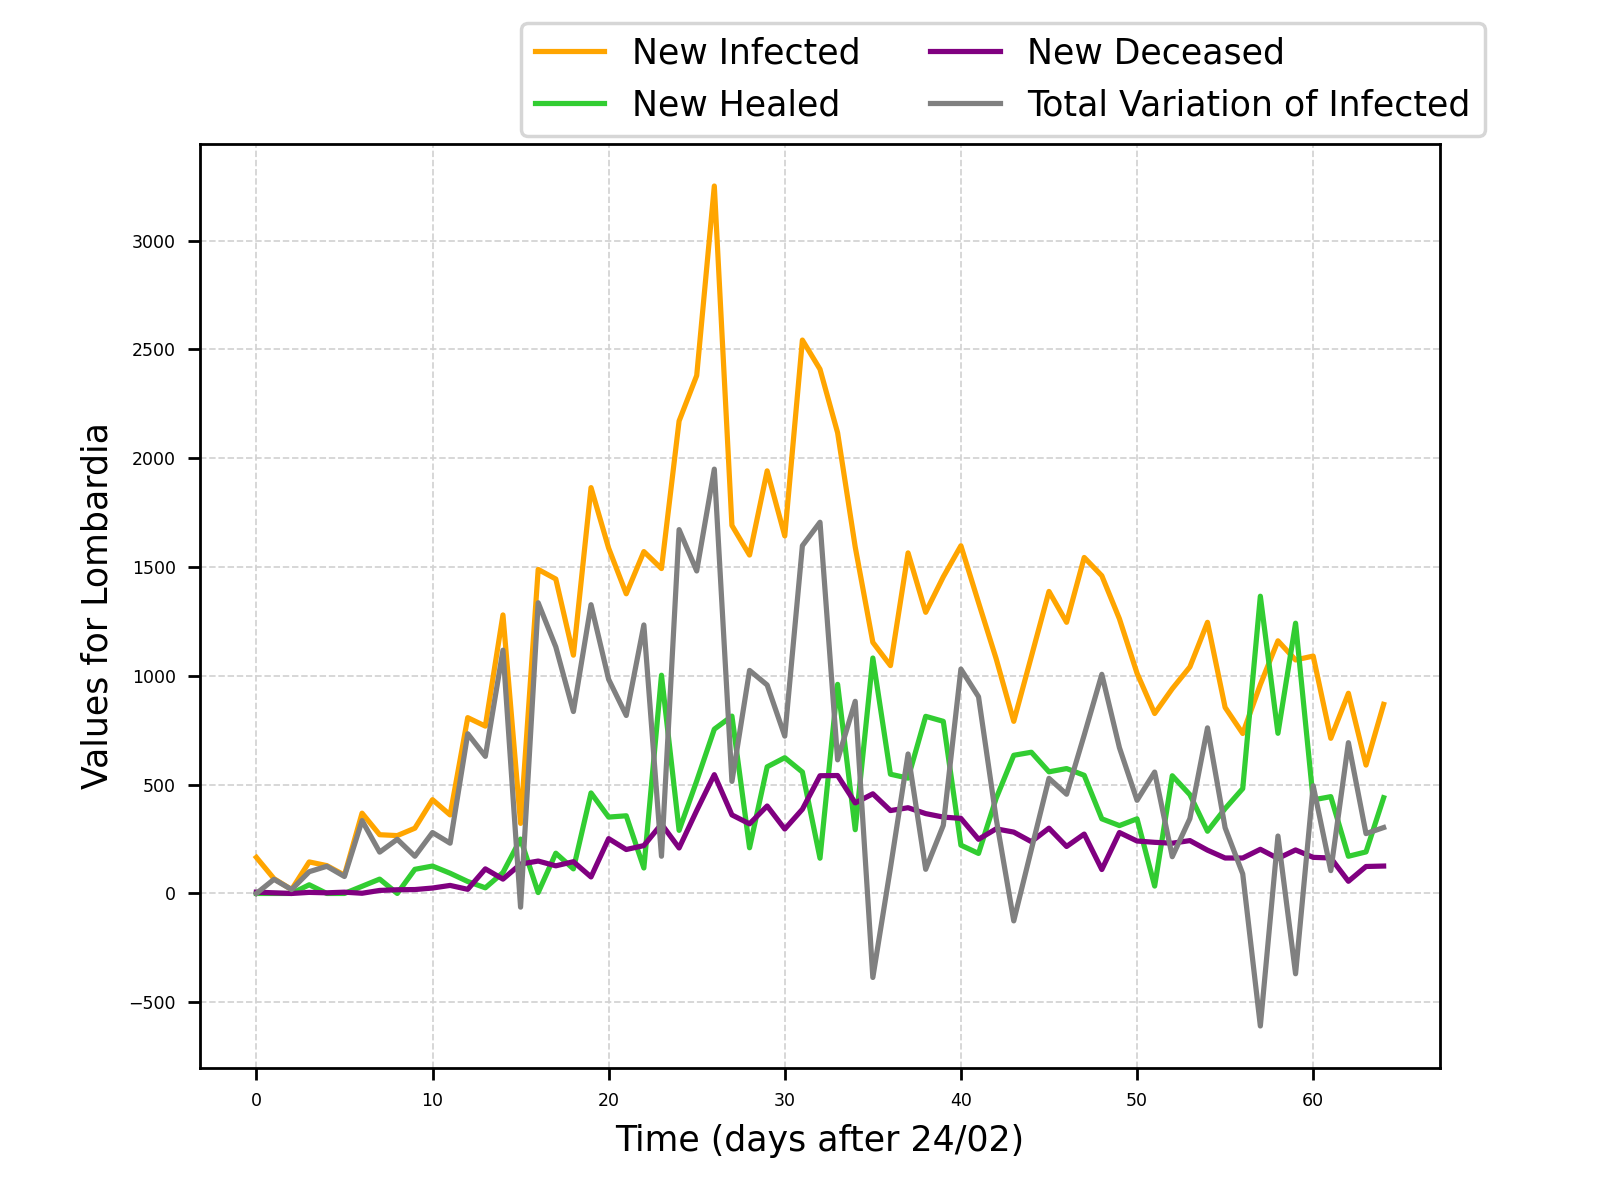 New Infected
New Healed
New Deceased
Total Variation of Infected
Values for Lombardia
3000
2500
2000
1500
1000
500
0
−500
0 10 20 30 40 50 60
Time (days after 24/02)